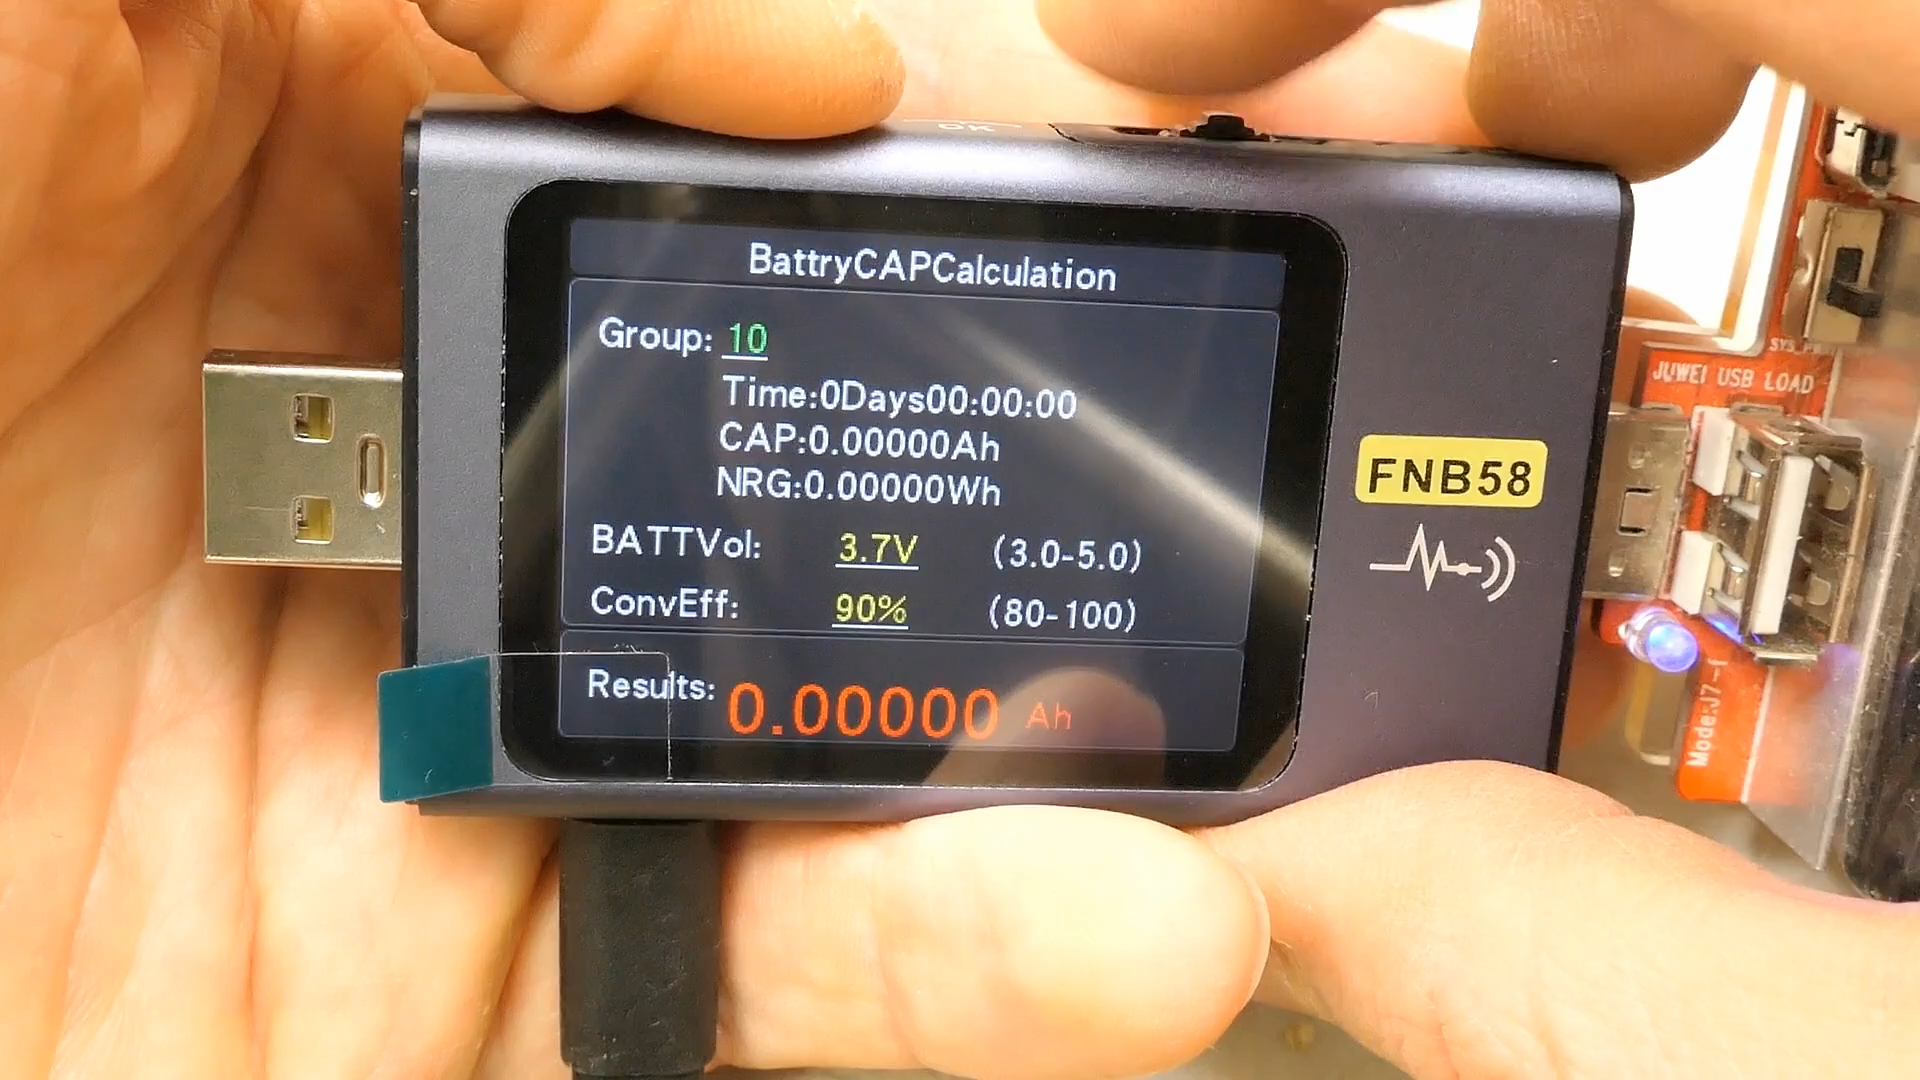 OK
BattryCAPCalculation
Group: 10
Time:0Days00:00:00
CAP:0.00000Ah
NRG:0.00000Wh
BATTVol: 3.7V (3.0-5.0)
ConvEff: 90% (80-100)
Results: 0.00000 Ah
FNB58
JUWEI USB LOAD